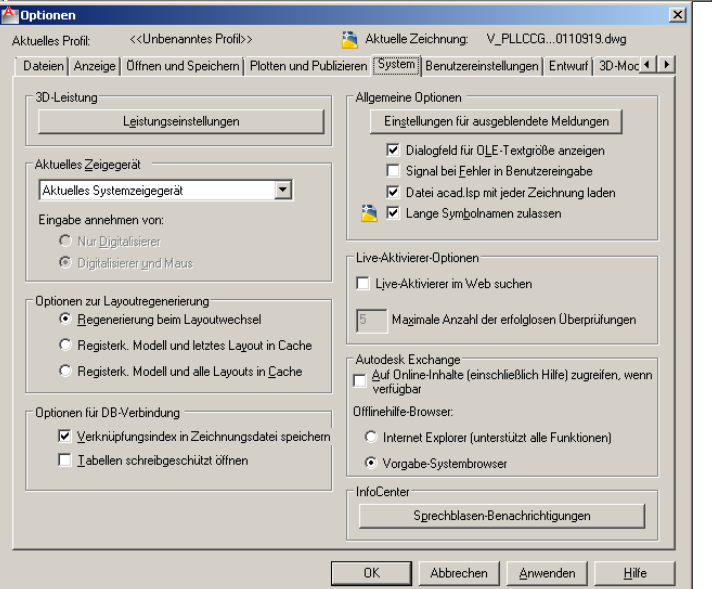 Optionen
Aktuelles Profil: <<Unbenanntes Profil>> Aktuelle Zeichnung: V_PLLCCG...0110919.dwg
Dateien Anzeige Öffnen und Speichern Plotten und Publizieren System Benutzereinstellungen Entwurf 3D-Moc
3D-Leistung
Leistungseinstellungen
Aktuelles Zeigegerät
Aktuelles Systemzeigegerät
Eingabe annehmen von:
Nur Digitalisierer
Digitalisierer und Maus
Optionen zur Layoutregenerierung
Regenerierung beim Layoutwechsel
Registerk. Modell und letztes Layout in Cache
Registerk. Modell und alle Layouts in Cache
Optionen für DB-Verbindung
Verknüpfungsindex in Zeichnungsdatei speichern
Tabellen schreibgeschützt öffnen
Allgemeine Optionen
Einstellungen für ausgeblendete Meldungen
Dialogfeld für OLE-Textgröße anzeigen
Signal bei Fehler in Benutzereingabe
Datei acad.lsp mit jeder Zeichnung laden
Lange Symbolnamen zulassen
Live-Aktivierer-Optionen
Live-Aktivierer im Web suchen
5 Maximale Anzahl der erfolglosen Überprüfungen
Autodesk Exchange
Auf Online-Inhalte (einschließlich Hilfe) zugreifen, wenn
verfügbar
Offlinehilfe-Browser:
Internet Explorer (unterstützt alle Funktionen)
Vorgabe-Systembrowser
InfoCenter
Sprechblasen-Benachrichtigungen
OK Abbrechen Anwenden Hilfe